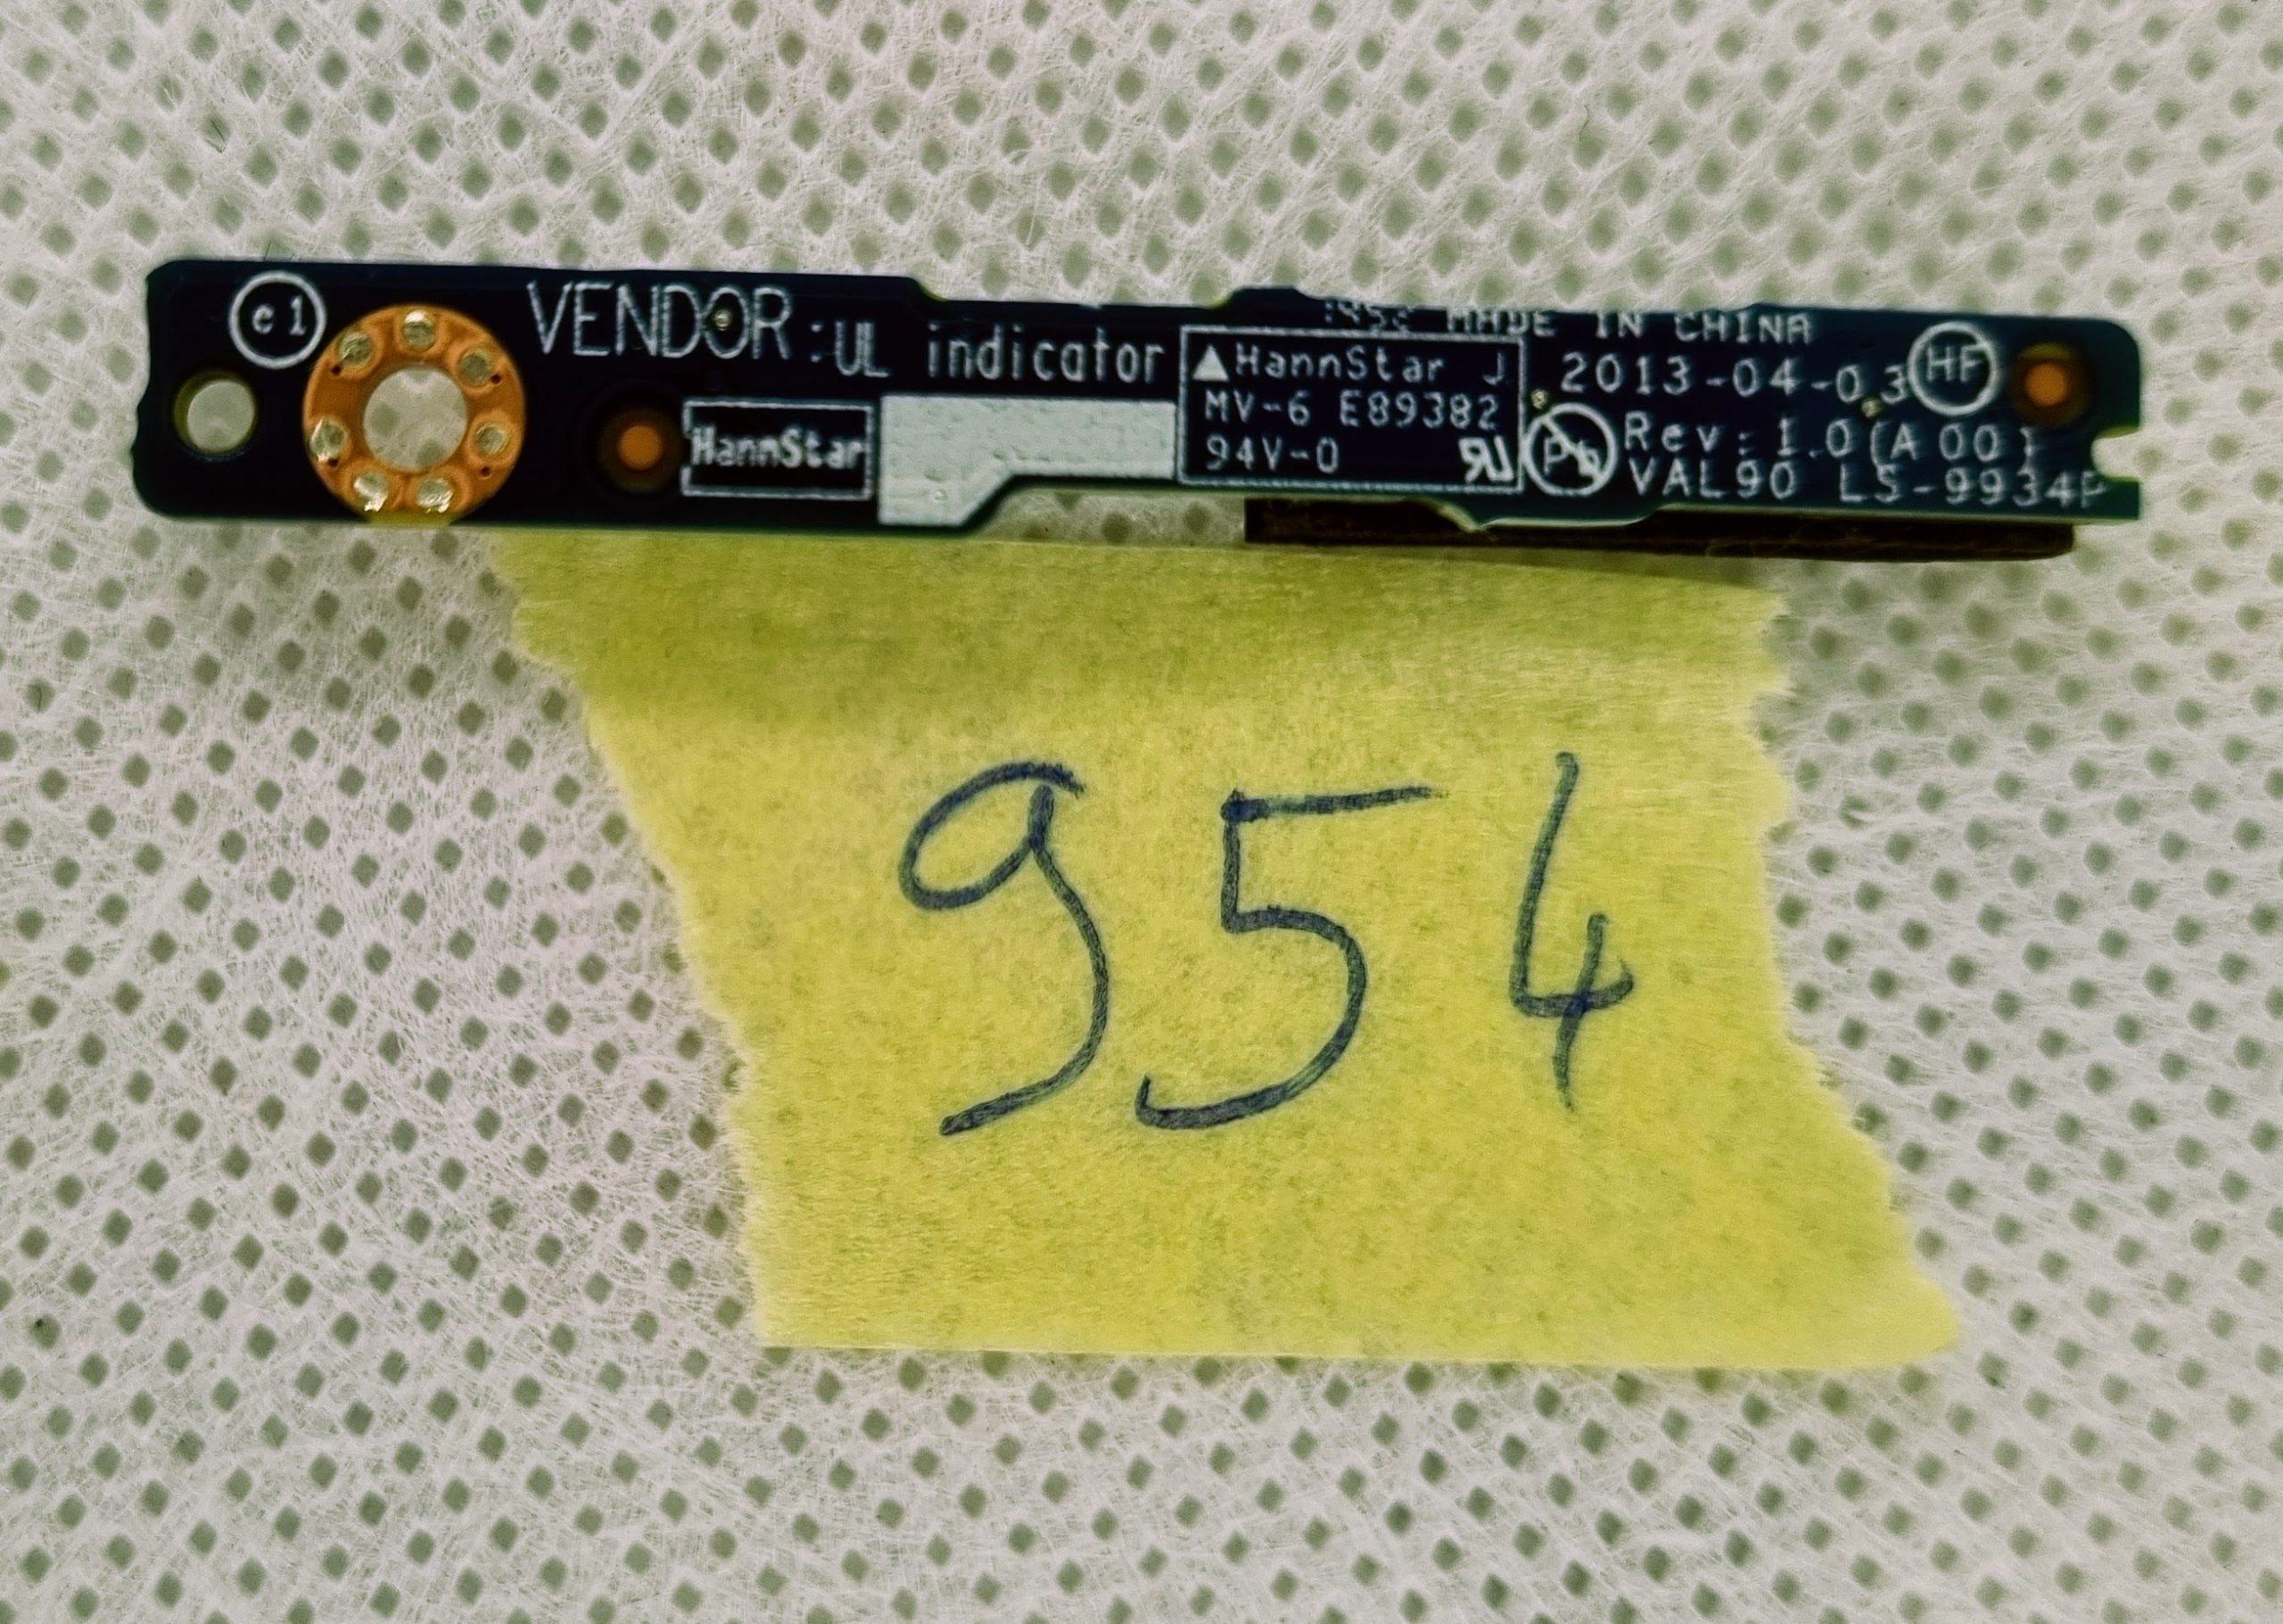 e1
VENDOR:UL indicator
HannStar
▲HannStar J
MV-6 E89382
94V-0
MADE IN CHINA
2013-04-03
HF
Pb
Rev: 1.0 (A00)
VAL90 LS-9934P
954